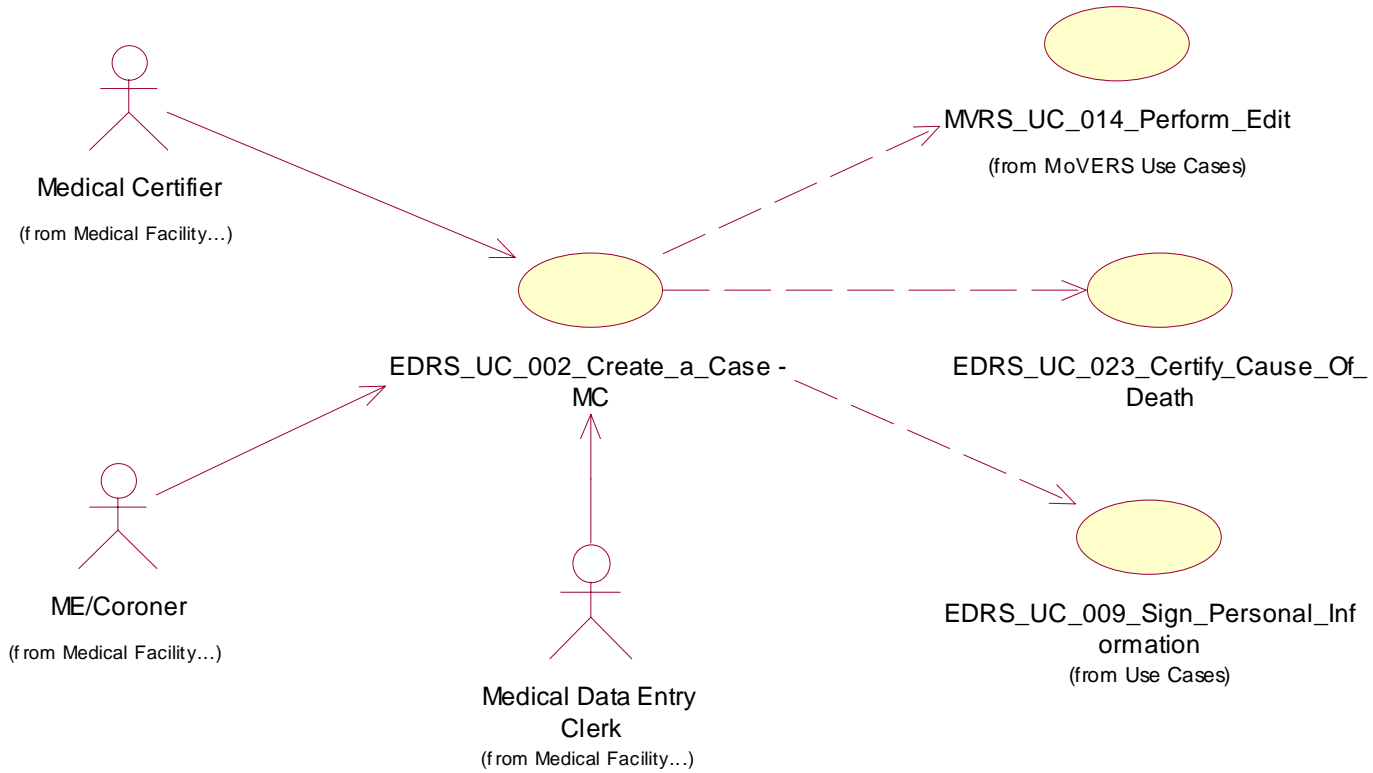 MVRS_UC_014_Perform_Edit
(from MoVERS Use Cases)
Medical Certifier
(from Medical Facility...)
EDRS_UC_002_Create_a_Case -
MC
EDRS_UC_023_Certify_Cause_Of_
Death
ME/Coroner
(from Medical Facility...)
EDRS_UC_009_Sign_Personal_Inf
ormation
(from Use Cases)
Medical Data Entry
Clerk
(from Medical Facility...)